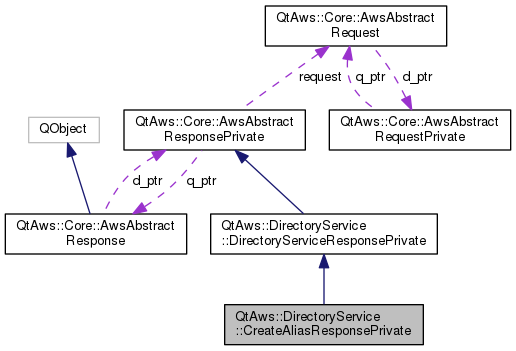 QtAws::Core::AwsAbstract
Request
request
q_ptr
d_ptr
QObject
QtAws::Core::AwsAbstract
ResponsePrivate
QtAws::Core::AwsAbstract
RequestPrivate
d_ptr
q_ptr
QtAws::Core::AwsAbstract
Response
QtAws::DirectoryService
::DirectoryServiceResponsePrivate
QtAws::DirectoryService
::CreateAliasResponsePrivate